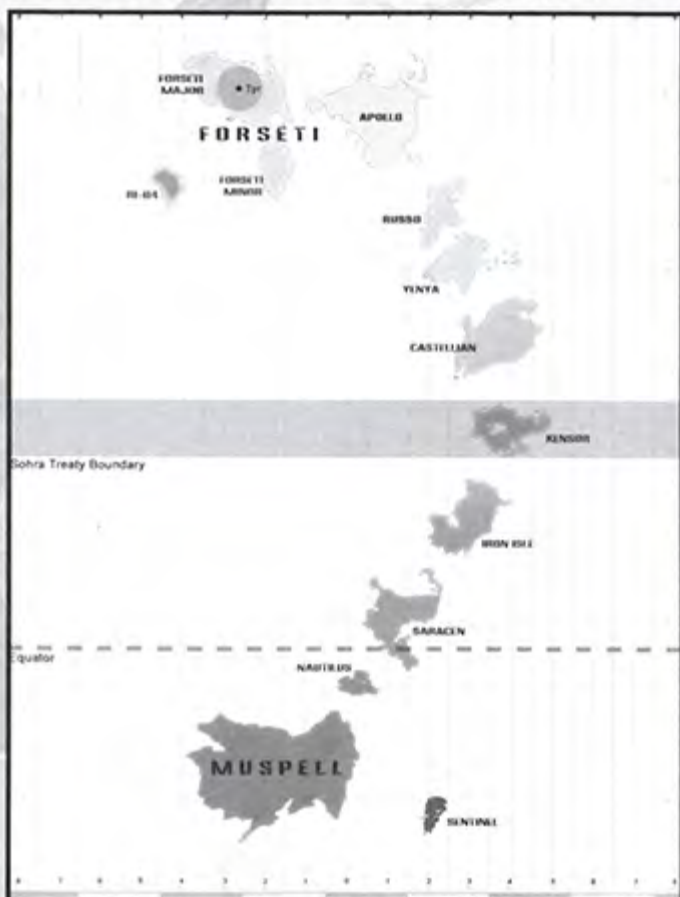 FORSETI
MAJOR
Tyr
APOLLO
FORSETI
FORSETI
MINOR
RUSSO
YENYA
CASTELLIAN
KENSOR
Sohra Treaty Boundary
IRON ISLE
SARACEN
Equator
NAUTILUS
MUSPELL
SENTINEL